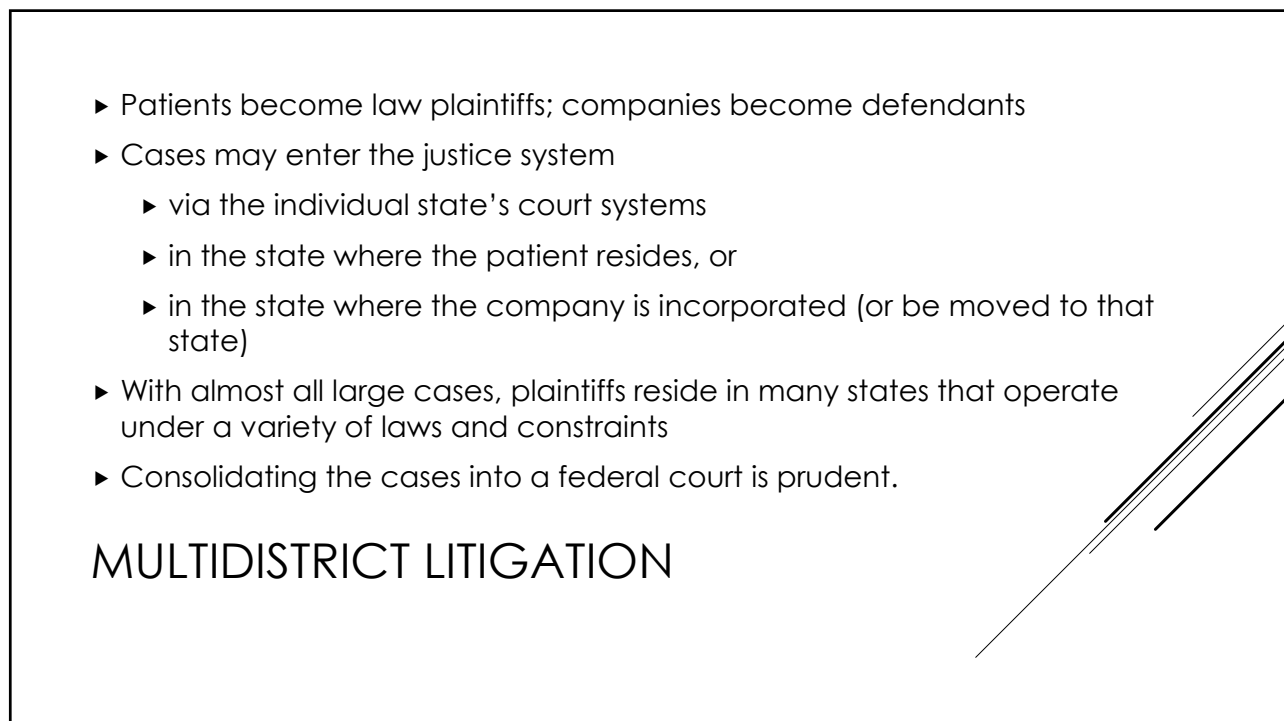 ▶ Patients become law plaintiffs; companies become defendants
▶ Cases may enter the justice system
▶ via the individual state’s court systems
▶ in the state where the patient resides, or
▶ in the state where the company is incorporated (or be moved to that
state)
▶ With almost all large cases, plaintiffs reside in many states that operate
under a variety of laws and constraints
▶ Consolidating the cases into a federal court is prudent.
MULTIDISTRICT LITIGATION